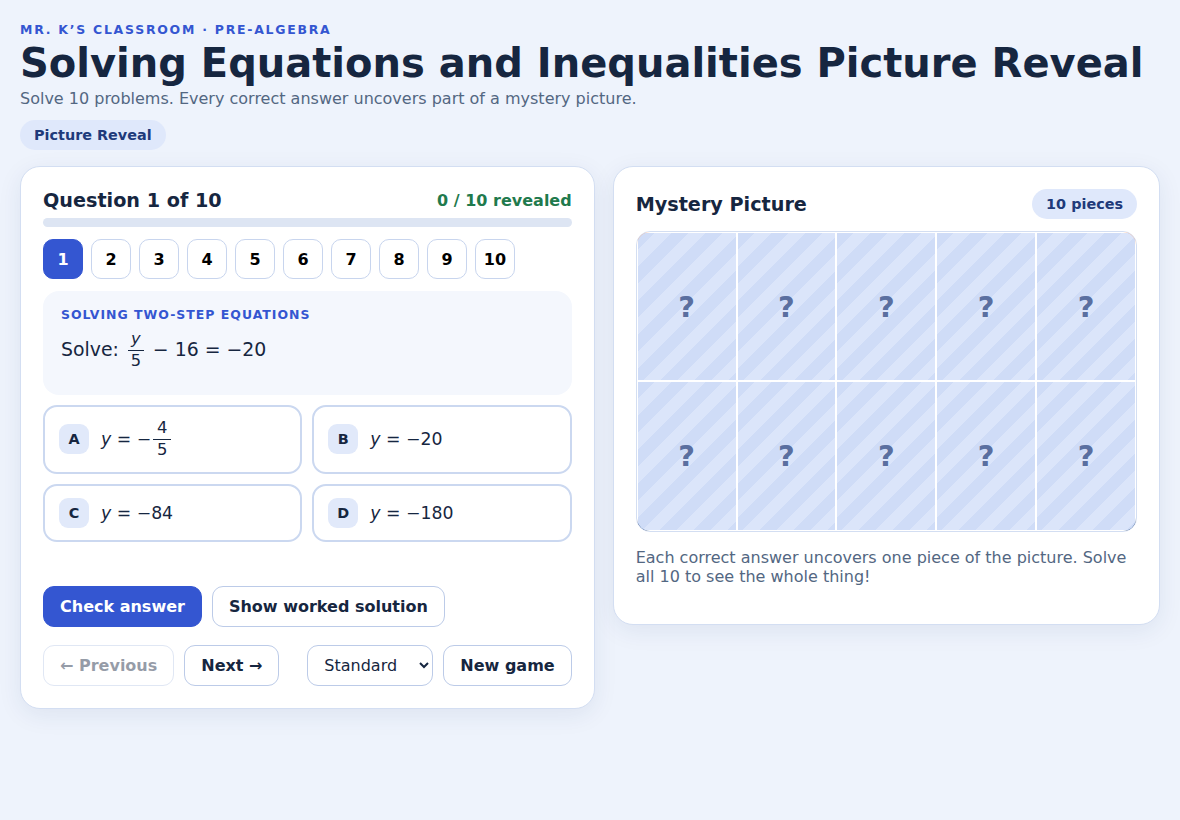 MR. K’S CLASSROOM · PRE-ALGEBRA
Solving Equations and Inequalities Picture Reveal
Solve 10 problems. Every correct answer uncovers part of a mystery picture.
Picture Reveal
Question 1 of 10
0 / 10 revealed
1 2 3 4 5 6 7 8 9 10
SOLVING TWO-STEP EQUATIONS
Solve: y/5 − 16 = −20
A y = −4/5
B y = −20
C y = −84
D y = −180
Check answer
Show worked solution
← Previous
Next →
Standard
New game
Mystery Picture
10 pieces
? ? ? ? ?
? ? ? ? ?
Each correct answer uncovers one piece of the picture. Solve
all 10 to see the whole thing!